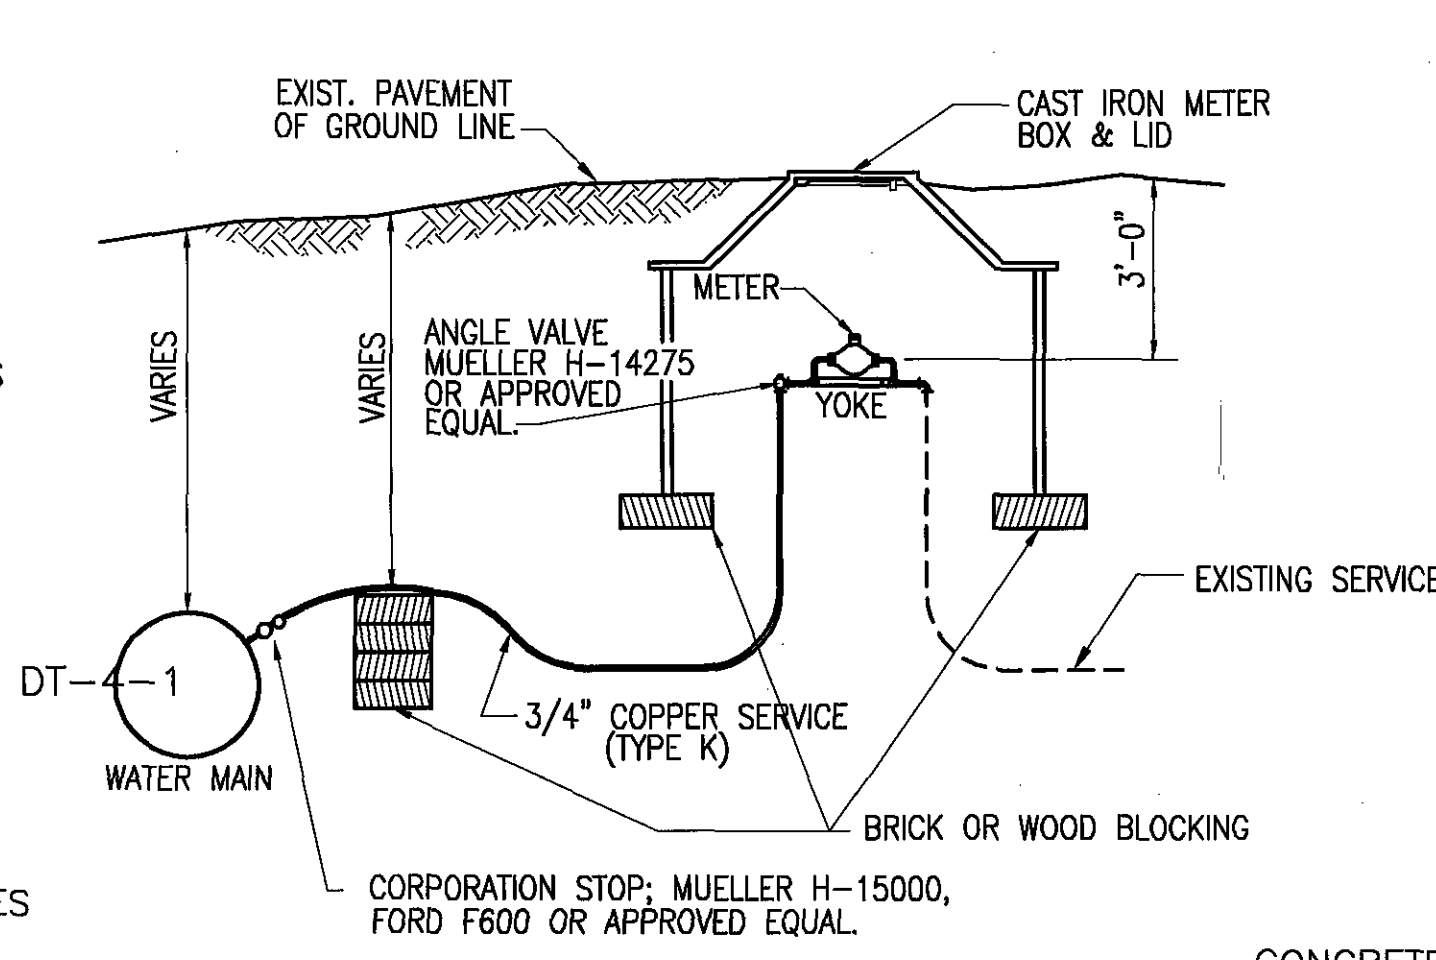 EXIST. PAVEMENT
OF GROUND LINE
CAST IRON METER
BOX & LID
3'-0"
METER
ANGLE VALVE
MUELLER H-14275
OR APPROVED
EQUAL.
VARIES
VARIES
YOKE
EXISTING SERVICE
DT-4-1
3/4" COPPER SERVICE
(TYPE K)
WATER MAIN
BRICK OR WOOD BLOCKING
CORPORATION STOP; MUELLER H-15000,
FORD F600 OR APPROVED EQUAL.
ES
CONCRETE